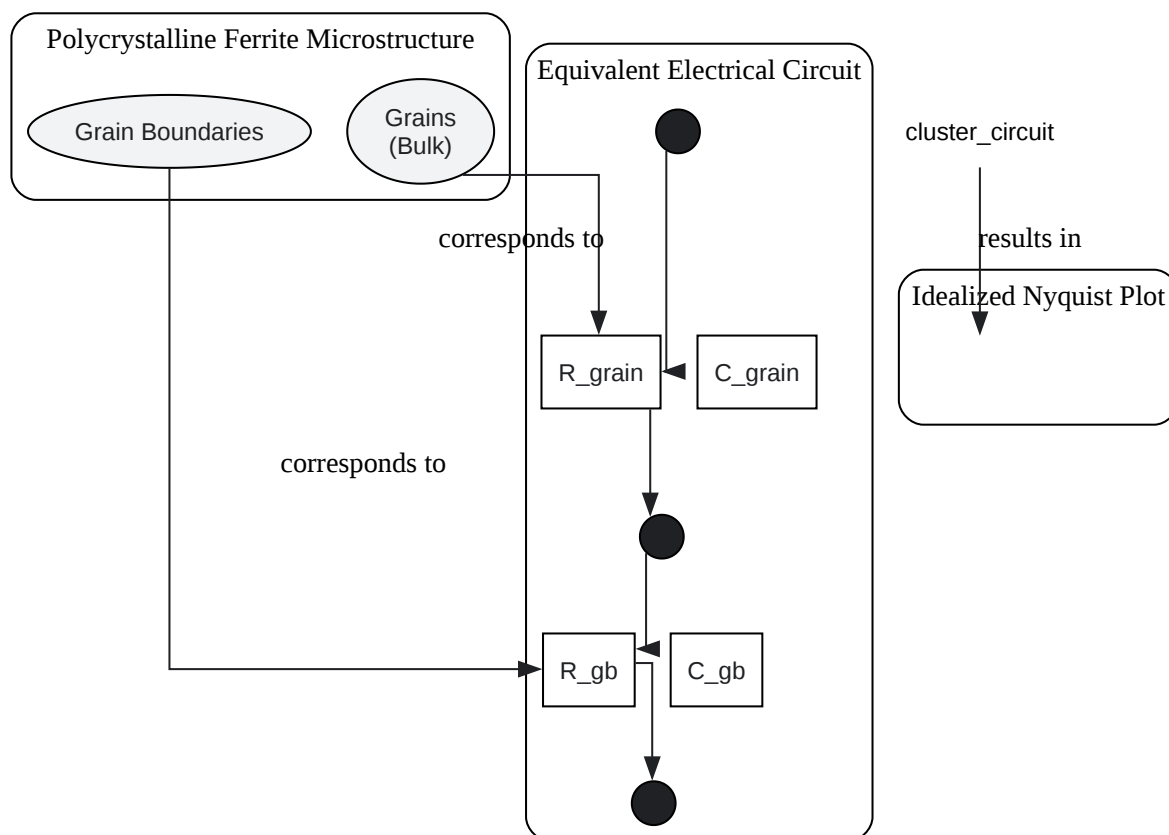 Polycrystalline Ferrite Microstructure
Grain Boundaries
Grains
(Bulk)
Equivalent Electrical Circuit
cluster_circuit
corresponds to
results in
Idealized Nyquist Plot
R_grain
C_grain
corresponds to
R_gb
C_gb